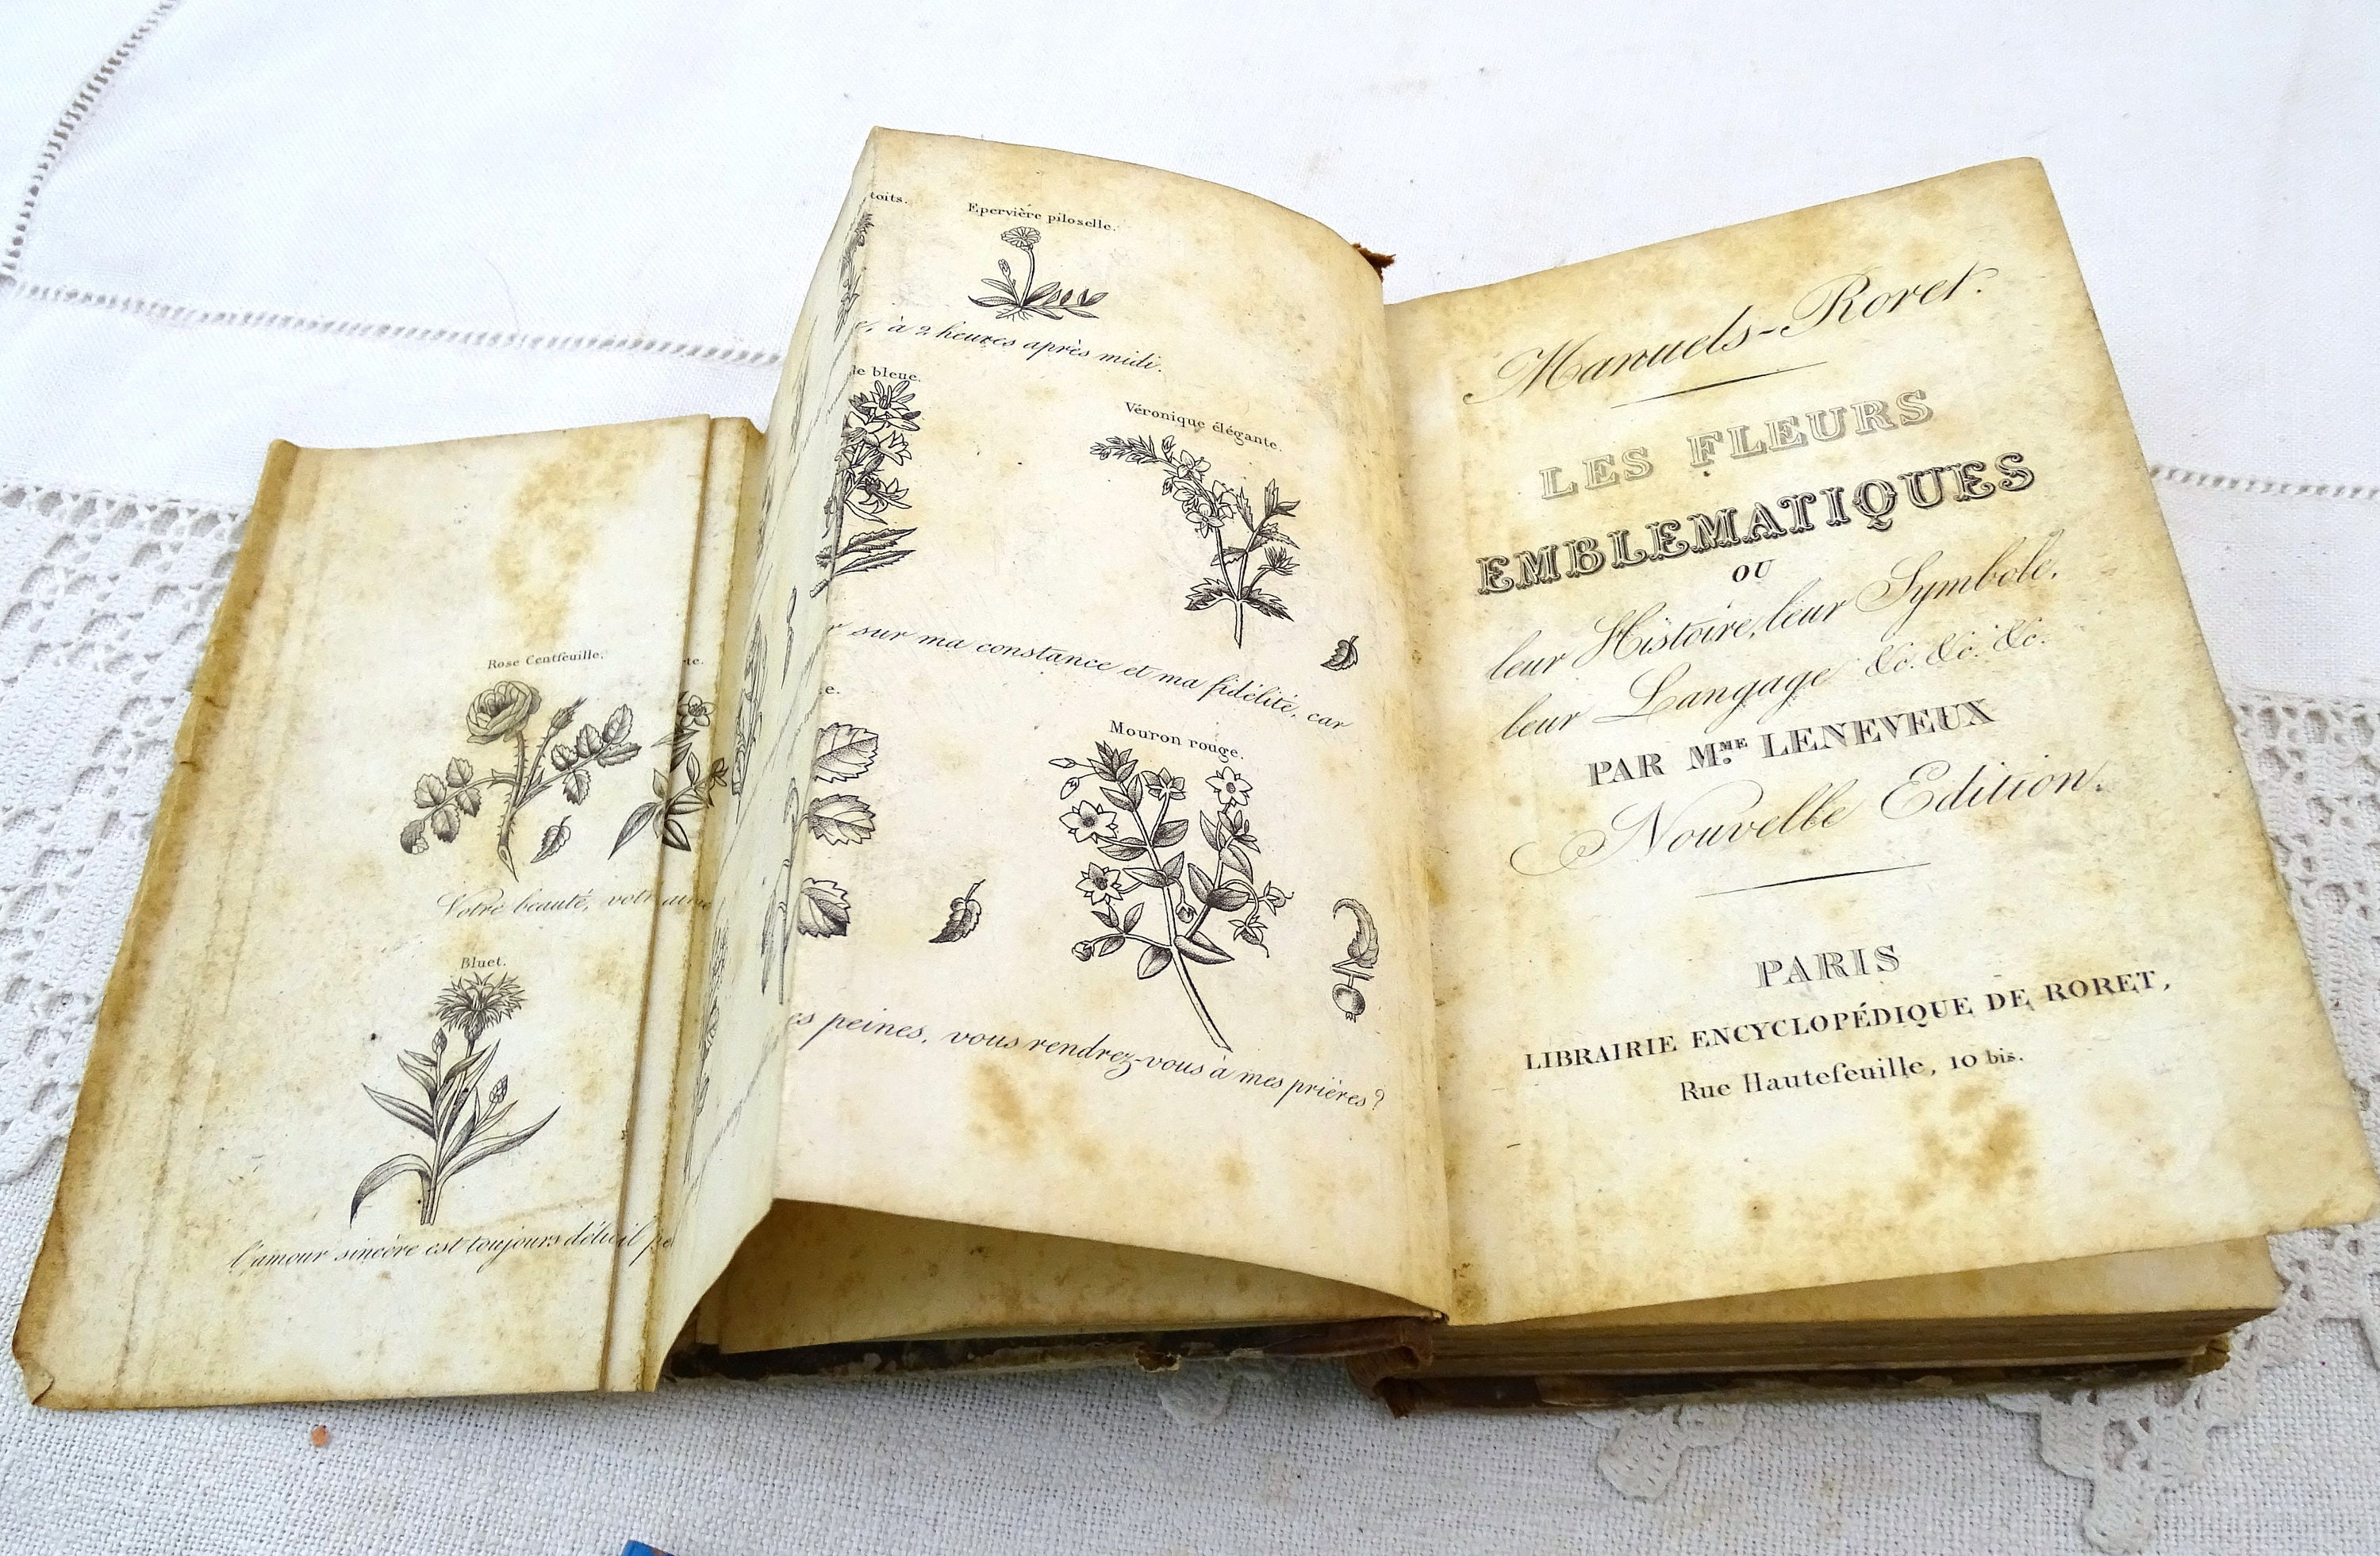 Rose Centfeuille.
te.
Votre beauté,
Bluet.
l'amour sincère est toujours
toits.
Epervière piloselle.
à 2 heures après midi.
le bleue.
Véronique élégante.
r sur ma constance et ma fidélité, car
e.
Mouron rouge.
es peines, vous rendrez-vous à mes prières?
Manuels-Roret.
LES FLEURS
EMBLEMATIQUES
OU
leur Histoire, leur Symbole,
leur Langage &c. &c. &c.
PAR MME. LENEVEUX
Nouvelle Edition.
PARIS
LIBRAIRIE ENCYCLOPÉDIQUE DE RORET,
Rue Hautefeuille, 10 bis.